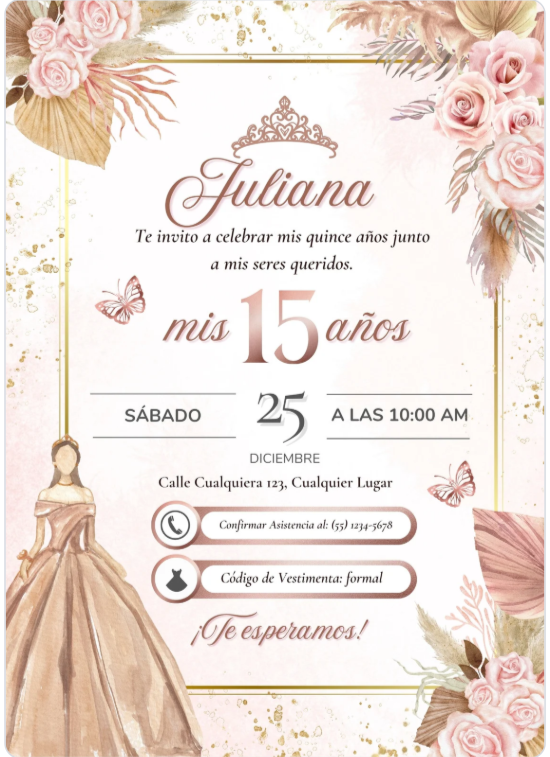 Juliana
Te invito a celebrar mis quince años junto
a mis seres queridos.
mis 15 años
SÁBADO 25 A LAS 10:00 AM
DICIEMBRE
Calle Cualquiera 123, Cualquier Lugar
Confirmar Asistencia al: (55) 1234-5678
Código de Vestimenta: formal
¡Te esperamos!